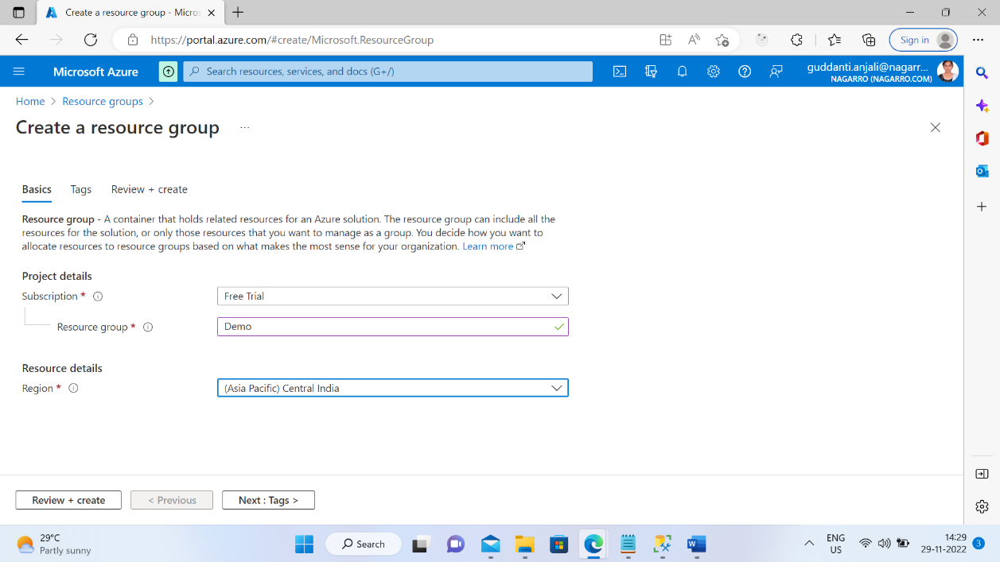 Create a resource group - Micros
https://portal.azure.com/#create/Microsoft.ResourceGroup
Sign in
Microsoft Azure
Search resources, services, and docs (G+/)
guddanti.anjali@nagarr...
NAGARRO (NAGARRO.COM)
Home > Resource groups >
Create a resource group ...
Basics Tags Review + create
Resource group - A container that holds related resources for an Azure solution. The resource group can include all the
resources for the solution, or only those resources that you want to manage as a group. You decide how you want to
allocate resources to resource groups based on what makes the most sense for your organization. Learn more
Project details
Subscription * Free Trial
Resource group * Demo
Resource details
Region * (Asia Pacific) Central India
Review + create < Previous Next : Tags >
29°C
Partly sunny
Search
ENG
US
14:29
29-11-2022
3